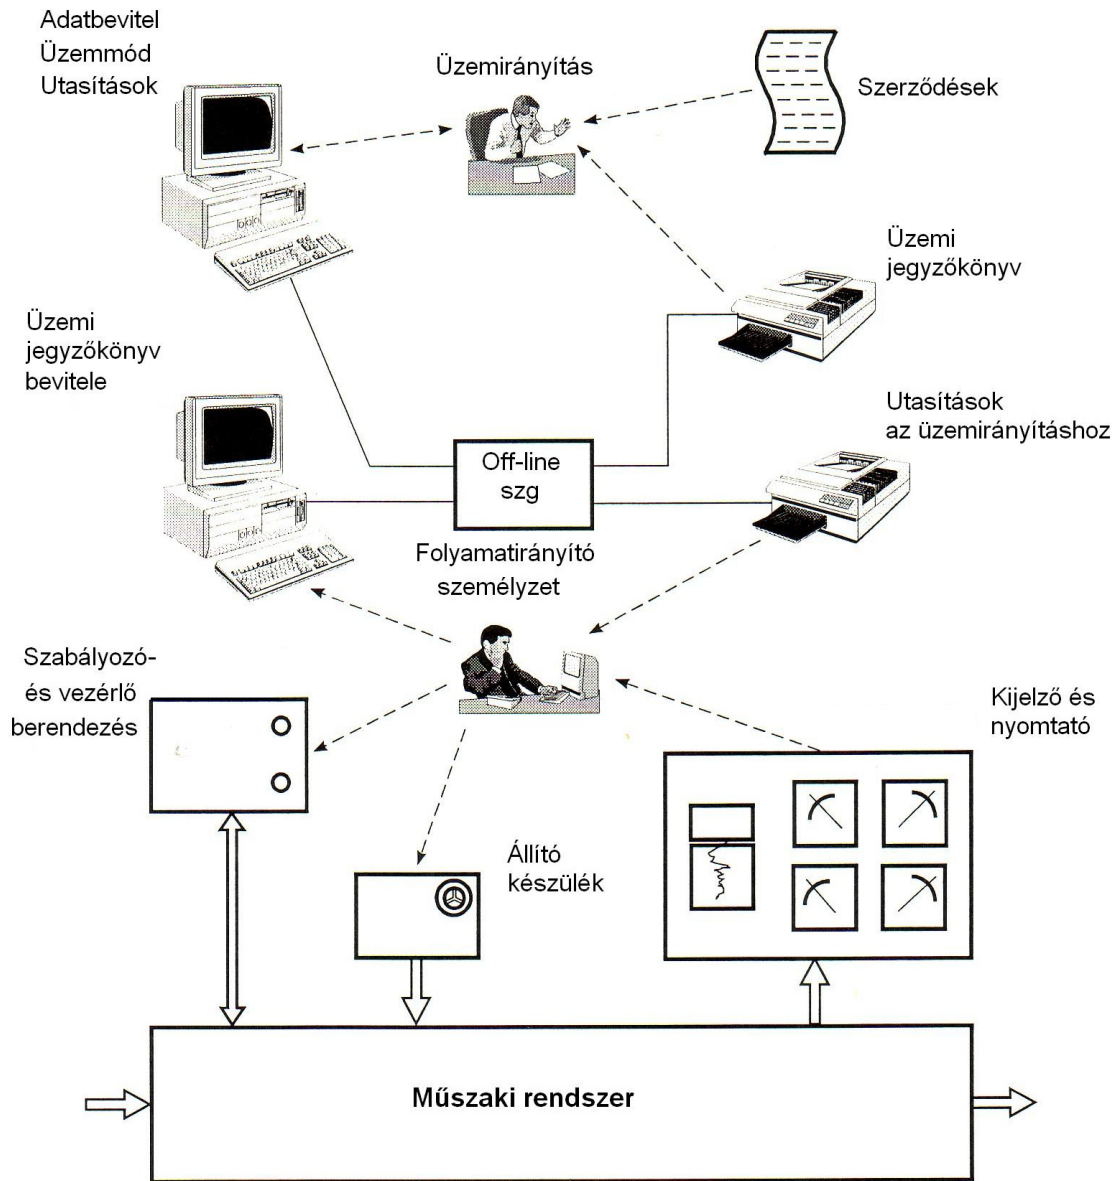 Adatbevitel
Üzemmód
Utasítások
Üzemirányítás
Szerződések
Üzemi
jegyzőkönyv
Üzemi
jegyzőkönyv
bevitele
Utasítások
az üzemirányításhoz
Off-line
szg
Folyamatirányító
személyzet
Szabályozó-
és vezérlő
berendezés
Kijelző és
nyomtató
Állító
készülék
Műszaki rendszer